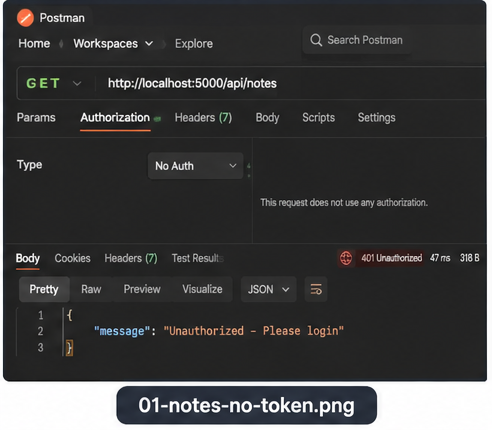 Postman
Home Workspaces Explore Search Postman
GET http://localhost:5000/api/notes
Params Authorization Headers (7) Body Scripts Settings
Type No Auth
This request does not use any authorization.
Body Cookies Headers (7) Test Results 401 Unauthorized 47 ms 318 B
Pretty Raw Preview Visualize JSON
1 {
2 "message": "Unauthorized – Please login"
3 }
01-notes-no-token.png